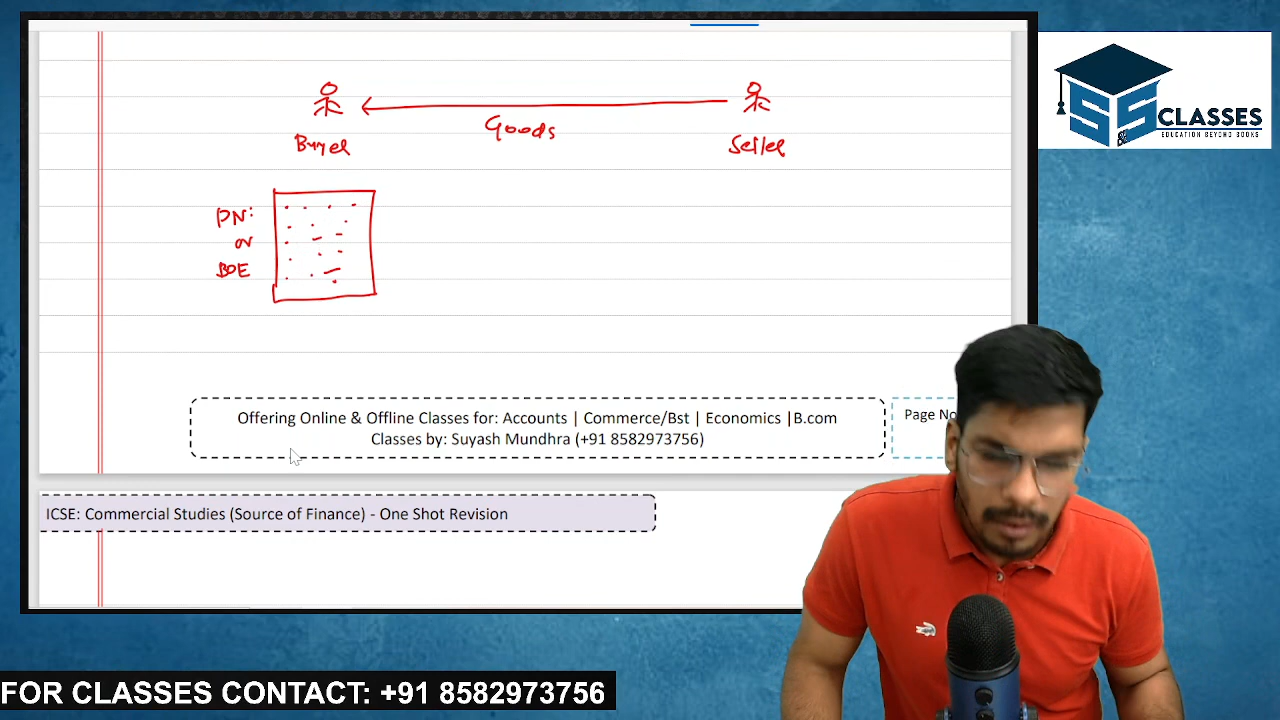 Goods
Buyer
Seller
PN:
or
BOE
Offering Online & Offline Classes for: Accounts | Commerce/Bst | Economics |B.com
Classes by: Suyash Mundhra (+91 8582973756)
Page No
ICSE: Commercial Studies (Source of Finance) - One Shot Revision
S&S CLASSES
EDUCATION BEYOND BOOKS
FOR CLASSES CONTACT: +91 8582973756